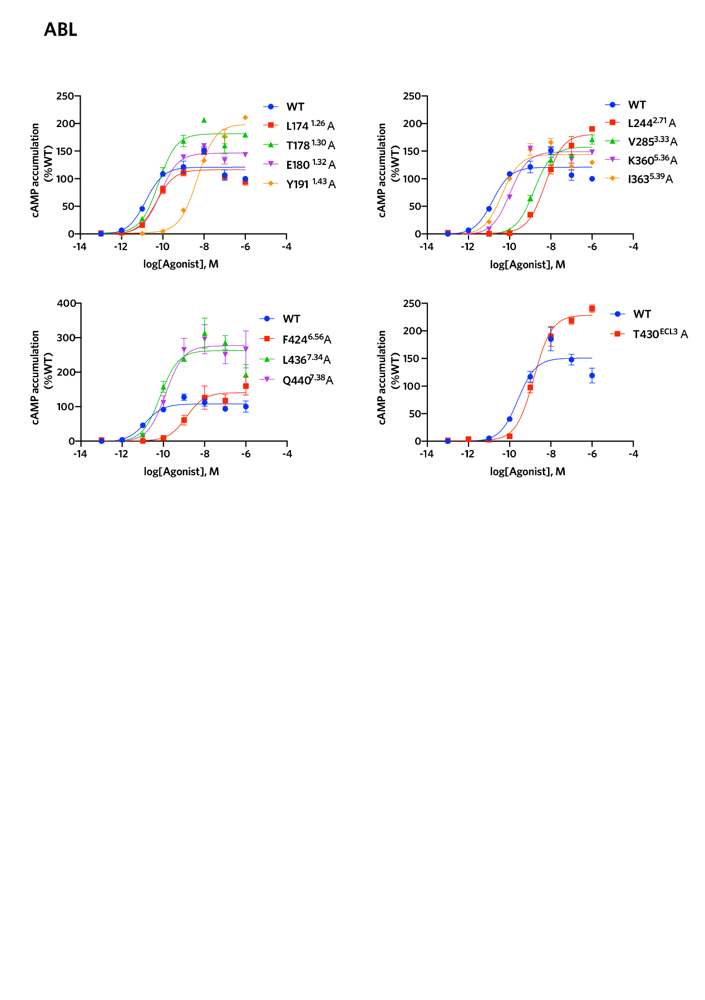 ABL
250
200
150
100
50
0
-14 -12 -10 -8 -6 -4
cAMP accumulation
(%WT)
log[Agonist], M
WT
L174 1.26 A
T178 1.30 A
E180 1.32 A
Y191 1.43 A
250
200
150
100
50
0
-14 -12 -10 -8 -6 -4
cAMP accumulation
(%WT)
log[Agonist], M
WT
L244 2.71 A
V285 3.33 A
K360 5.36 A
I363 5.39 A
400
300
200
100
0
-14 -12 -10 -8 -6 -4
cAMP accumulation
(%WT)
log[Agonist], M
WT
F424 6.56 A
L436 7.34 A
Q440 7.38 A
250
200
150
100
50
0
-14 -12 -10 -8 -6 -4
cAMP accumulation
(%WT)
log[Agonist], M
WT
T430 ECL3 A